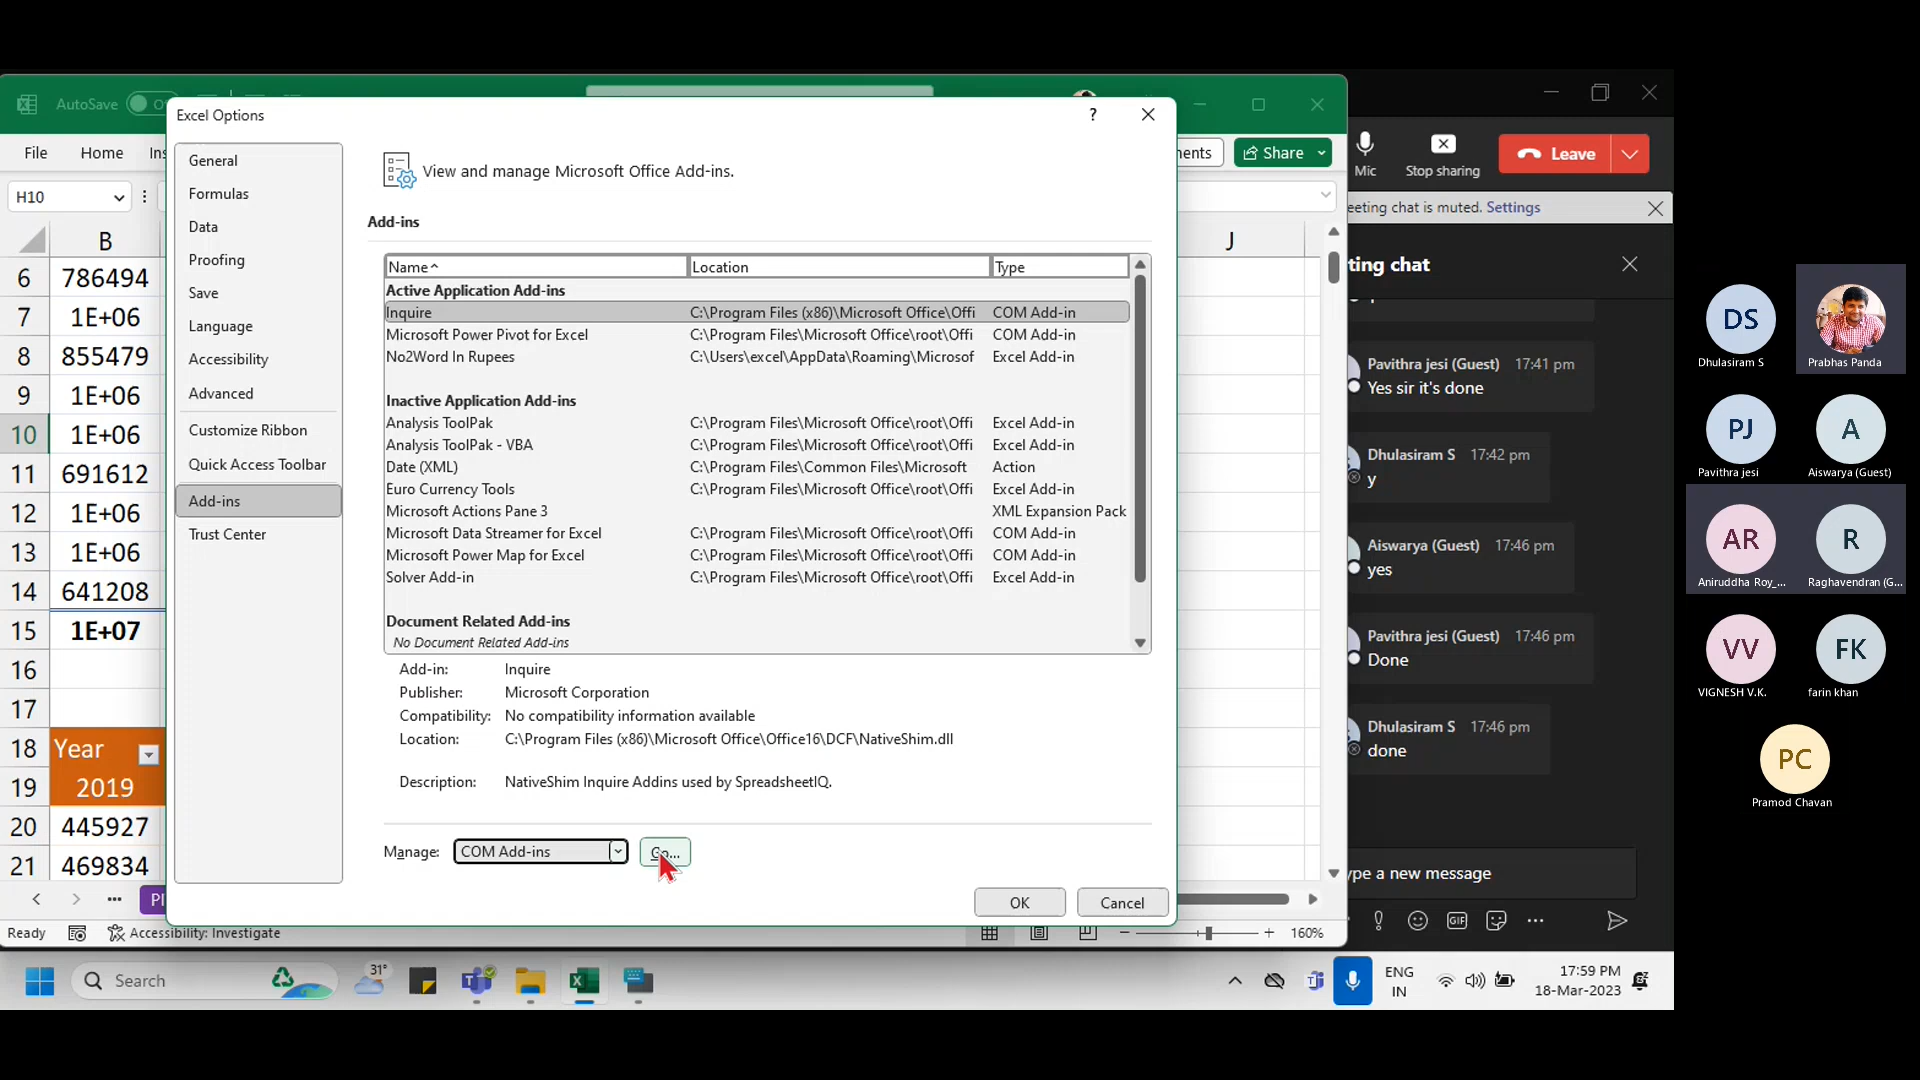 AutoSave
File
Home
H10
B
6 786494
7 1E+06
8 855479
9 1E+06
10 1E+06
11 691612
12 1E+06
13 1E+06
14 641208
15 1E+07
16
17
18 Year
19 2019
20 445927
21 469834
Ready
Accessibility: Investigate
160%
J
Share
Excel Options
?
General
Formulas
Data
Proofing
Save
Language
Accessibility
Advanced
Customize Ribbon
Quick Access Toolbar
Add-ins
Trust Center
View and manage Microsoft Office Add-ins.
Add-ins
Name Location Type
Active Application Add-ins
Inquire C:\Program Files (x86)\Microsoft Office\Offi COM Add-in
Microsoft Power Pivot for Excel C:\Program Files\Microsoft Office\root\Offi COM Add-in
No2Word In Rupees C:\Users\excel\AppData\Roaming\Microsof Excel Add-in
Inactive Application Add-ins
Analysis ToolPak C:\Program Files\Microsoft Office\root\Offi Excel Add-in
Analysis ToolPak - VBA C:\Program Files\Microsoft Office\root\Offi Excel Add-in
Date (XML) C:\Program Files\Common Files\Microsoft Action
Euro Currency Tools C:\Program Files\Microsoft Office\root\Offi Excel Add-in
Microsoft Actions Pane 3 XML Expansion Pack
Microsoft Data Streamer for Excel C:\Program Files\Microsoft Office\root\Offi COM Add-in
Microsoft Power Map for Excel C:\Program Files\Microsoft Office\root\Offi COM Add-in
Solver Add-in C:\Program Files\Microsoft Office\root\Offi Excel Add-in
Document Related Add-ins
No Document Related Add-ins
Add-in: Inquire
Publisher: Microsoft Corporation
Compatibility: No compatibility information available
Location: C:\Program Files (x86)\Microsoft Office\Office16\DCF\NativeShim.dll
Description: NativeShim Inquire Addins used by SpreadsheetIQ.
Manage: COM Add-ins Go...
OK Cancel
Mic
Stop sharing
Leave
eeting chat is muted. Settings
ting chat
Pavithra jesi (Guest) 17:41 pm
Yes sir it's done
Dhulasiram S 17:42 pm
y
Aiswarya (Guest) 17:46 pm
yes
Pavithra jesi (Guest) 17:46 pm
Done
Dhulasiram S 17:46 pm
done
ype a new message
GIF
DS
Dhulasiram S
Prabhas Panda
PJ
Pavithra jesi
A
Aiswarya (Guest)
AR
Aniruddha Roy_...
R
Raghavendran (G...
VV
VIGNESH V.K.
FK
farin khan
PC
Pramod Chavan
Search
31°
ENG
IN
17:59 PM
18-Mar-2023